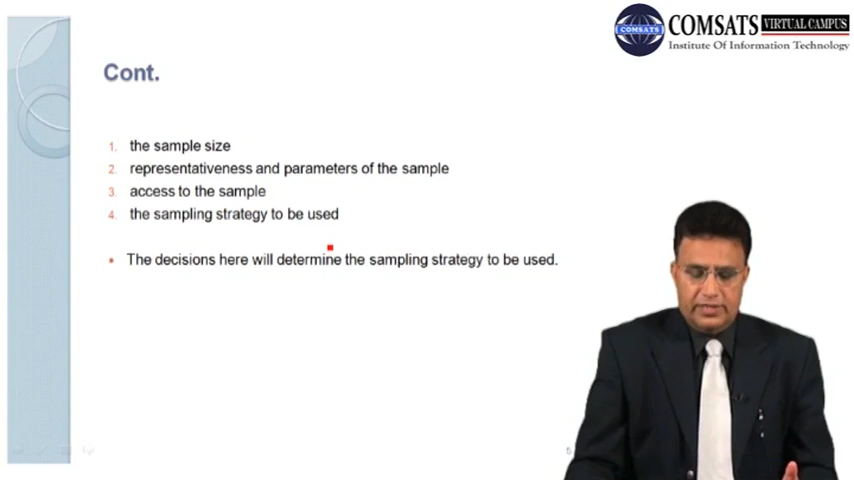 COMSATS VIRTUAL CAMPUS
COMSATS
Institute Of Information Technology
Cont.
1. the sample size
2. representativeness and parameters of the sample
3. access to the sample
4. the sampling strategy to be used
• The decisions here will determine the sampling strategy to be used.